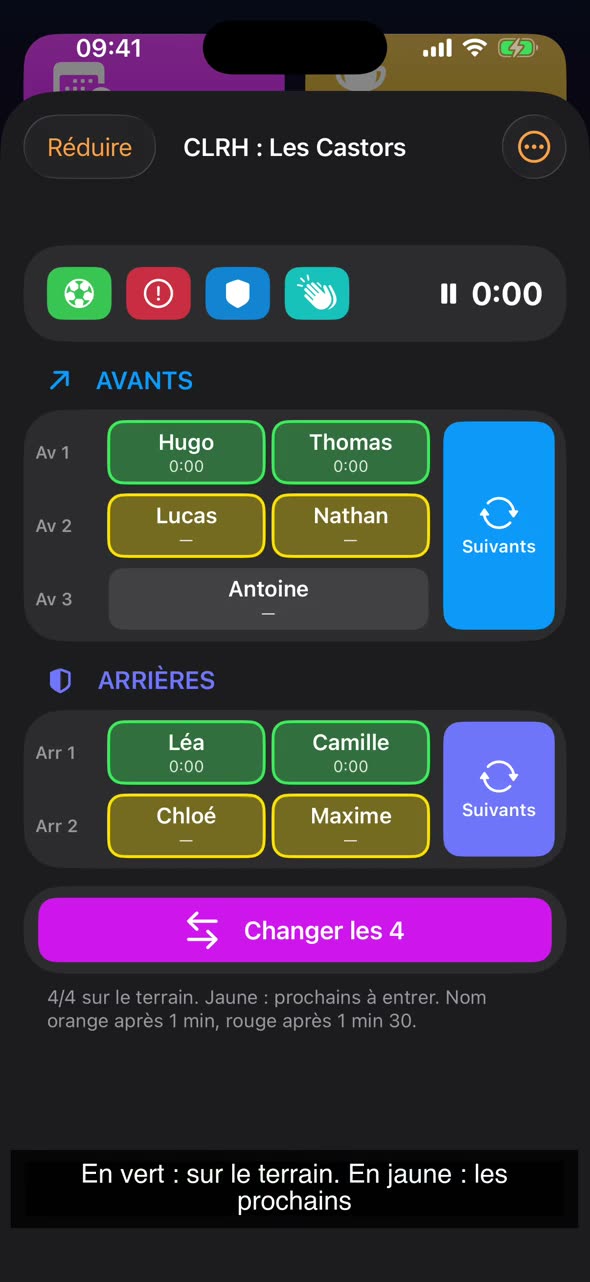 09:41
Réduire
CLRH : Les Castors
0:00
AVANTS
Av 1
Hugo
0:00
Thomas
0:00
Av 2
Lucas
—
Nathan
—
Av 3
Antoine
—
Suivants
ARRIÈRES
Arr 1
Léa
0:00
Camille
0:00
Arr 2
Chloé
—
Maxime
—
Suivants
Changer les 4
4/4 sur le terrain. Jaune : prochains à entrer. Nom
orange après 1 min, rouge après 1 min 30.
En vert : sur le terrain. En jaune : les
prochains